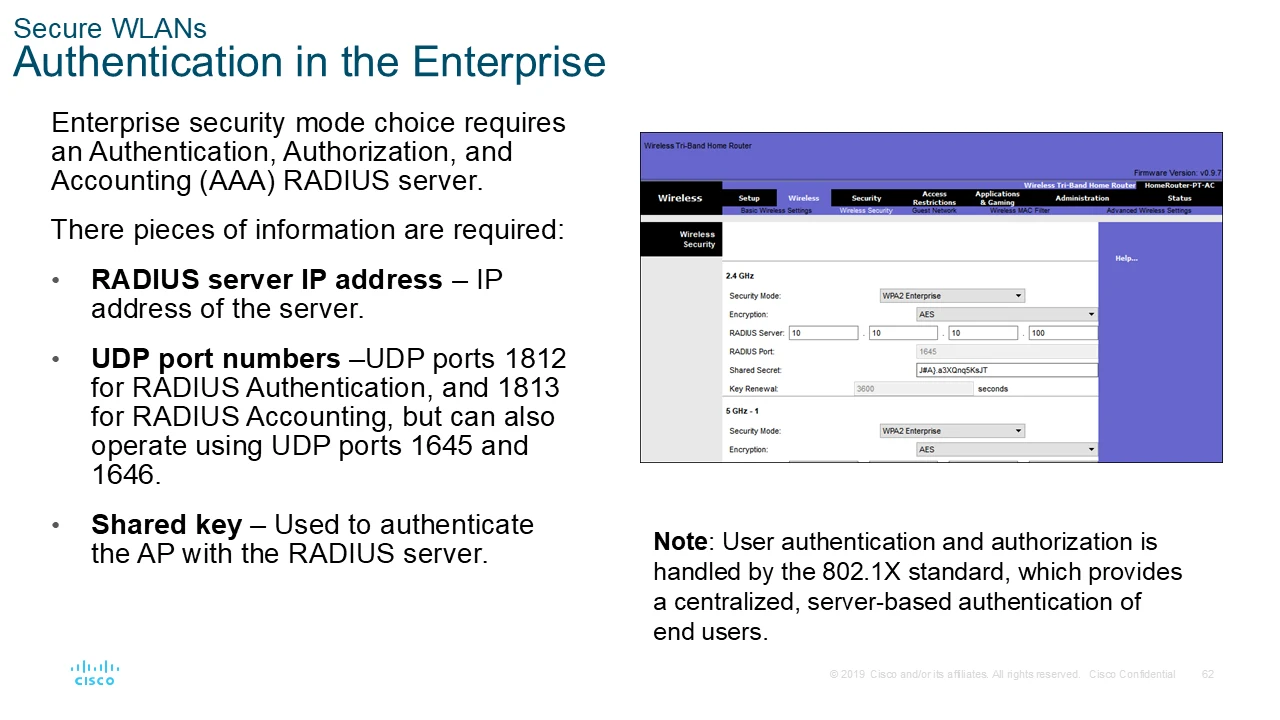 Secure WLANs
Authentication in the Enterprise
Enterprise security mode choice requires
an Authentication, Authorization, and
Accounting (AAA) RADIUS server.
There pieces of information are required:
• RADIUS server IP address – IP
address of the server.
• UDP port numbers –UDP ports 1812
for RADIUS Authentication, and 1813
for RADIUS Accounting, but can also
operate using UDP ports 1645 and
1646.
• Shared key – Used to authenticate
the AP with the RADIUS server.
Wireless Tri-Band Home Router
Firmware Version: v0.9.7
Wireless Tri-Band Home Router HomeRouter-PT-AC
Wireless
Setup Wireless Security Access Restrictions Applications & Gaming Administration Status
Basic Wireless Settings Wireless Security Guest Network Wireless MAC Filter Advanced Wireless Settings
Wireless
Security
Help...
2.4 GHz
Security Mode: WPA2 Enterprise
Encryption: AES
RADIUS Server: 10 . 10 . 10 . 100
RADIUS Port: 1645
Shared Secret: J#A}.a3XQnq5KsJT
Key Renewal: 3600 seconds
5 GHz - 1
Security Mode: WPA2 Enterprise
Encryption: AES
Note: User authentication and authorization is
handled by the 802.1X standard, which provides
a centralized, server-based authentication of
end users.
CISCO
© 2019 Cisco and/or its affiliates. All rights reserved. Cisco Confidential 62